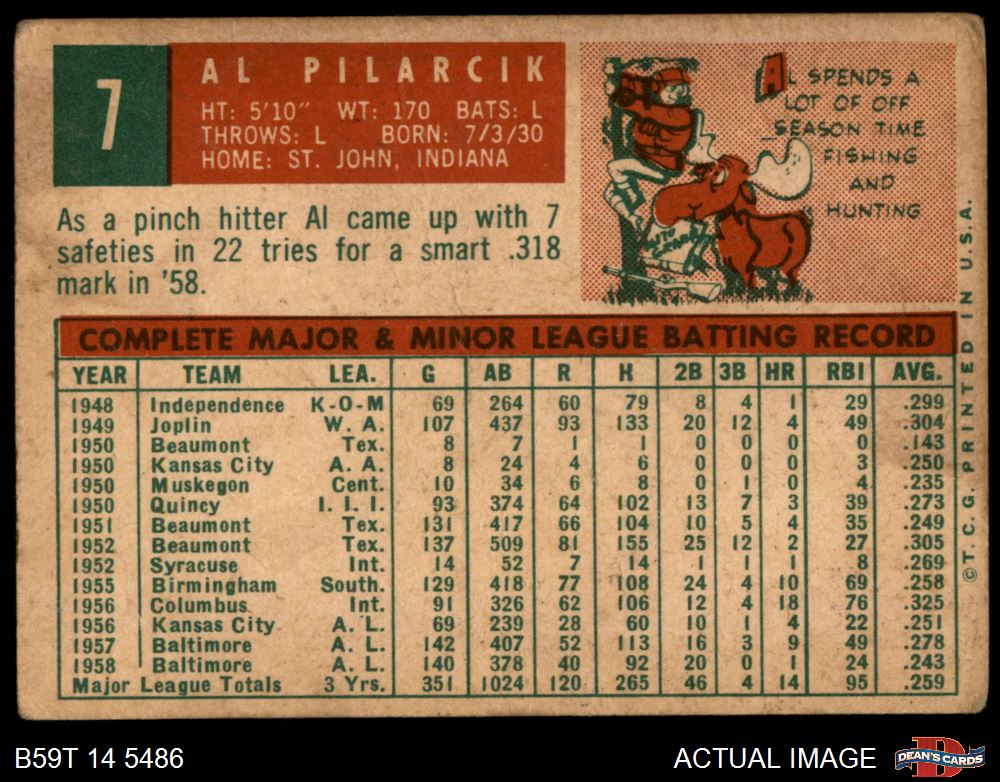 7
AL PILARCIK
HT: 5'10" WT: 170 BATS: L
THROWS: L BORN: 7/3/30
HOME: ST. JOHN, INDIANA
As a pinch hitter Al came up with 7
safeties in 22 tries for a smart .318
mark in '58.
AL SPENDS A
LOT OF OFF
SEASON TIME
FISHING
AND
HUNTING
COMPLETE MAJOR & MINOR LEAGUE BATTING RECORD
YEAR TEAM LEA. G AB R H 2B 3B HR RBI AVG.
1948 Independence K-O-M 69 264 60 79 8 4 1 29 .299
1949 Joplin W. A. 107 437 93 133 20 12 4 49 .304
1950 Beaumont Tex. 8 7 1 1 0 0 0 0 .143
1950 Kansas City A. A. 8 24 4 6 0 0 0 3 .250
1950 Muskegon Cent. 10 34 6 8 0 1 0 4 .235
1950 Quincy I. I. I. 93 374 64 102 13 7 3 39 .273
1951 Beaumont Tex. 131 417 66 104 10 5 4 35 .249
1952 Beaumont Tex. 137 509 81 155 25 12 2 27 .305
1952 Syracuse Int. 14 52 7 14 1 1 1 8 .269
1955 Birmingham South. 129 418 77 108 24 4 10 69 .258
1956 Columbus Int. 91 326 62 106 12 4 18 76 .325
1956 Kansas City A. L. 69 239 28 60 10 1 4 22 .251
1957 Baltimore A. L. 142 407 52 113 16 3 9 49 .278
1958 Baltimore A. L. 140 378 40 92 20 0 1 24 .243
Major League Totals 3 Yrs. 351 1024 120 265 46 4 14 95 .259
© T. C. G. PRINTED IN U.S.A.
B59T 14 5486
ACTUAL IMAGE
DEAN'S CARDS